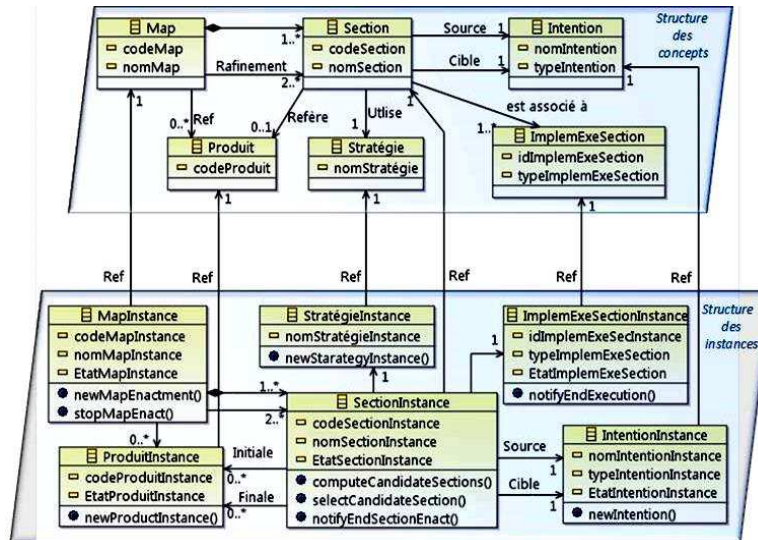 Structure
des
concepts
Map
codeMap
nomMap
1..*
Section
codeSection
nomSection
Source
1
Intention
nomIntention
typeIntention
Rafinement
2..*
Cible
1
1
1
1
Ref
0..*
Refère
0..1
Utlise
1
est associé à
1..*
Produit
codeProduit
Stratégie
nomStratégie
ImplemExeSection
idImplemExeSection
typeImplemExeSection
1
1
1
Ref
Ref
Ref
Ref
Ref
Ref
Structure
des
instances
MapInstance
codeMapInstance
nomMapInstance
EtatMapInstance
newMapEnactment()
stopMapEnact()
StratégieInstance
nomStratégieInstance
newStarategyInstance()
ImplemExeSectionInstance
idImplemExeSecInstance
typeImplemExeSection
EtatImplemExeSection
notifyEndExecution()
1
1
1..*
2..*
0..*
SectionInstance
codeSectionInstance
nomSectionInstance
EtatSectionInstance
computeCandidateSections()
selectCandidateSection()
notifyEndSectionEnact()
ProduitInstance
codeProduitInstance
EtatProduitInstance
newProductInstance()
Initiale
0..*
Finale
0..*
Source
1
Cible
1
IntentionInstance
nomIntentionInstance
typeIntentionInstance
EtatIntentionInstance
newIntention()